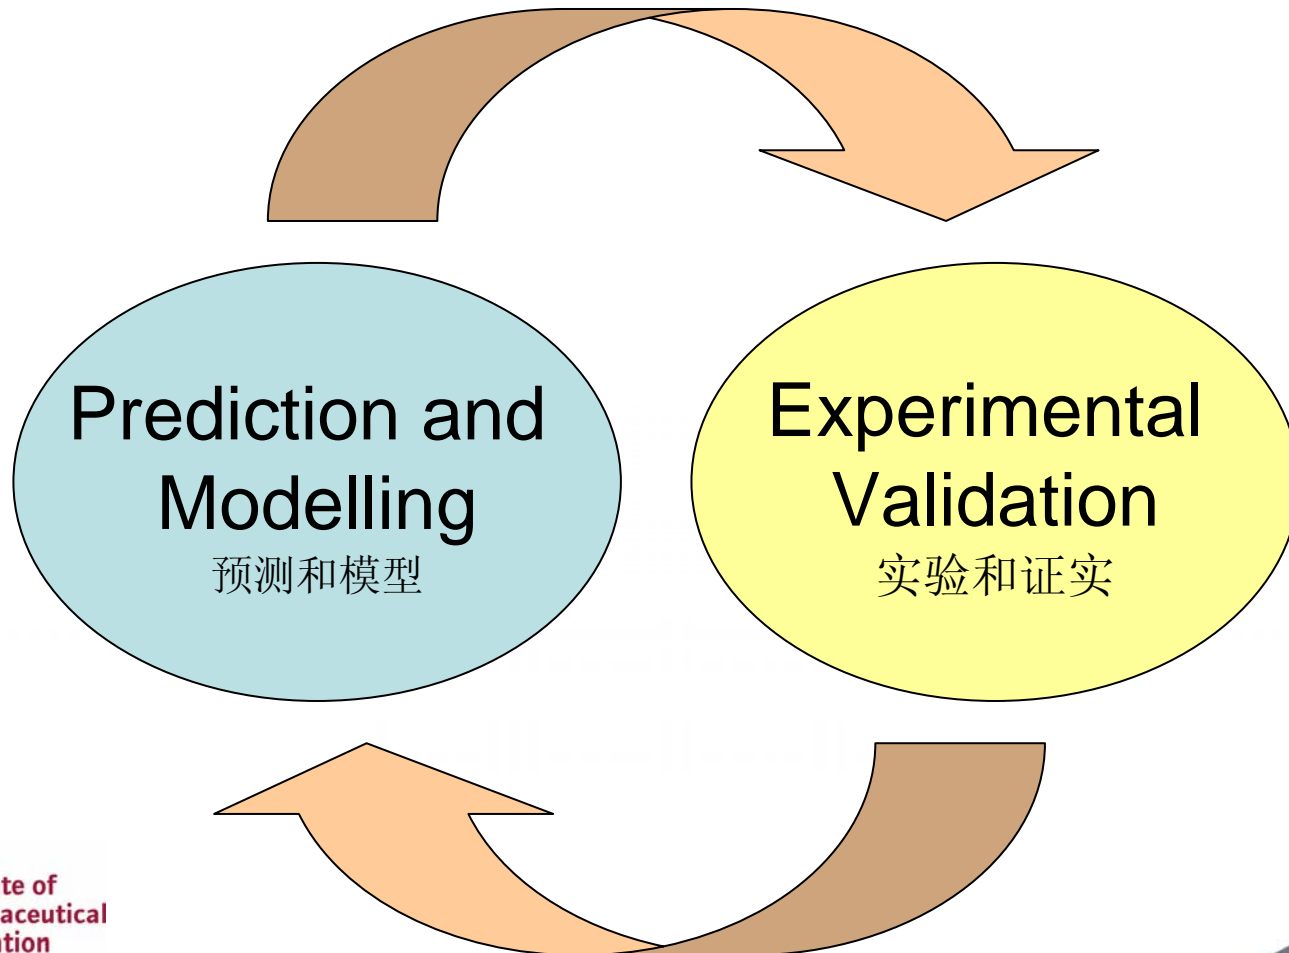 Prediction and
Modelling
预测和模型
Experimental
Validation
实验和证实
te of
aceutical
tion